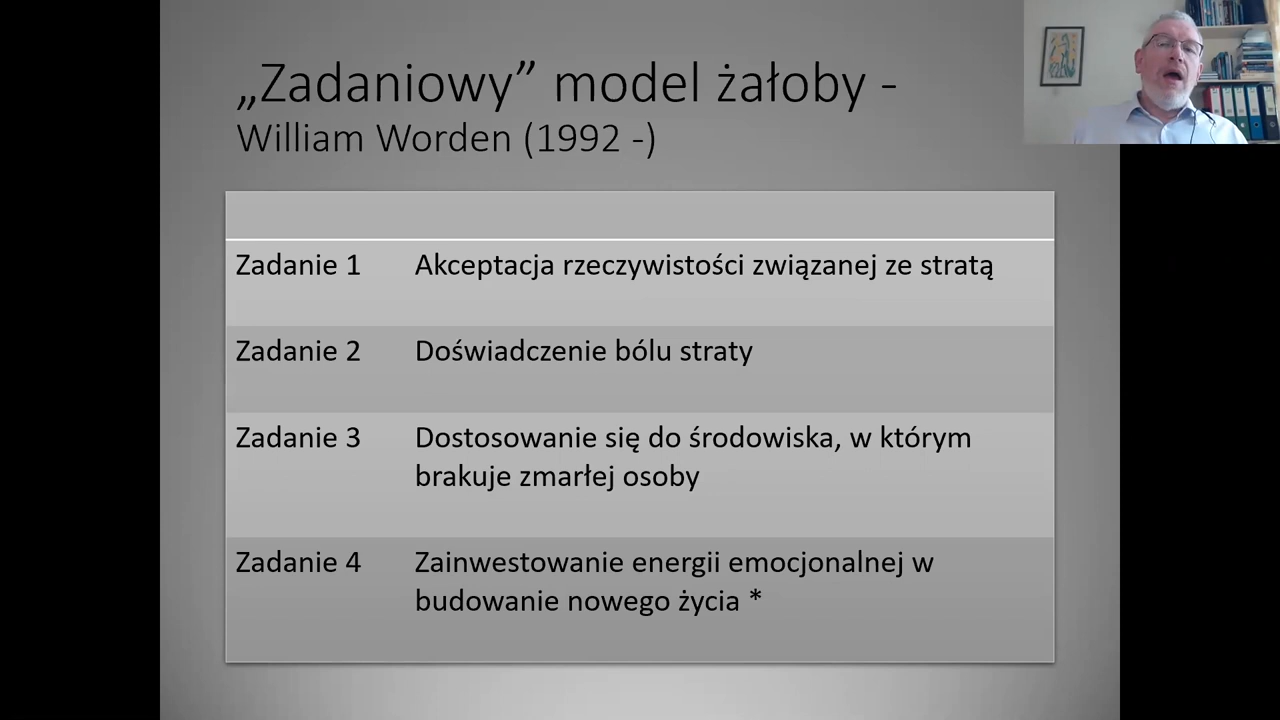 „Zadaniowy” model żałoby -
William Worden (1992 -)
Zadanie 1 Akceptacja rzeczywistości związanej ze stratą
Zadanie 2 Doświadczenie bólu straty
Zadanie 3 Dostosowanie się do środowiska, w którym
brakuje zmarłej osoby
Zadanie 4 Zainwestowanie energii emocjonalnej w
budowanie nowego życia *